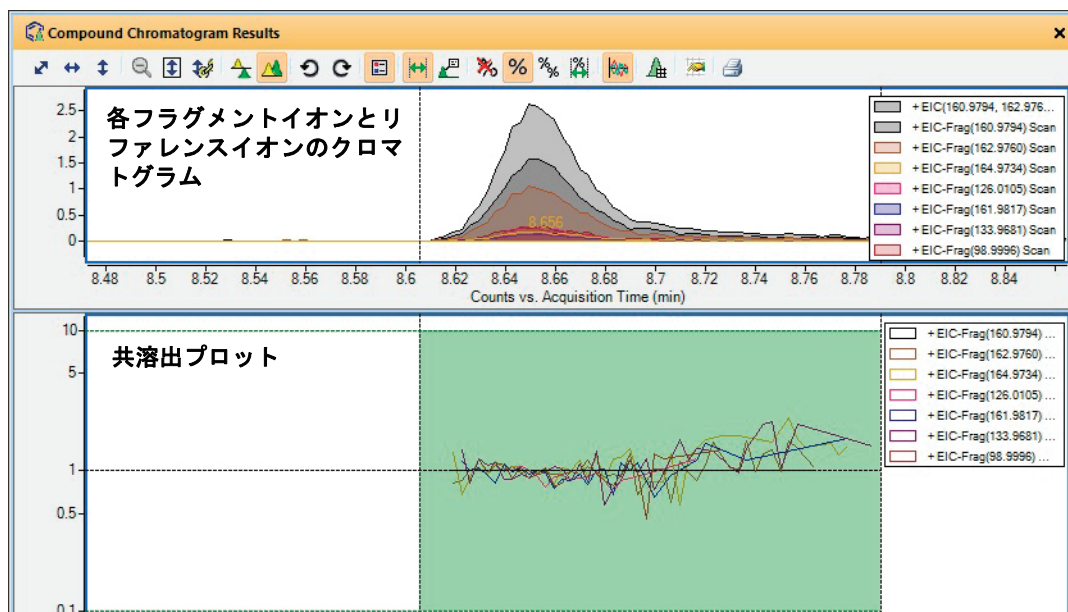 Compound Chromatogram Results
各フラグメントイオンとリ
ファレンスイオンのクロマ
トグラム
2.5
2
1.5
1
0.5
0
8.656
+ EIC(160.9794, 162.976...
+ EIC-Frag(160.9794) Scan
+ EIC-Frag(162.9760) Scan
+ EIC-Frag(164.9734) Scan
+ EIC-Frag(126.0105) Scan
+ EIC-Frag(161.9817) Scan
+ EIC-Frag(133.9681) Scan
+ EIC-Frag(98.9996) Scan
8.48 8.5 8.52 8.54 8.56 8.58 8.6 8.62 8.64 8.66 8.68 8.7 8.72 8.74 8.76 8.78 8.8 8.82 8.84
Counts vs. Acquisition Time (min)
共溶出プロット
10
5
1
0.5
0.1
+ EIC-Frag(160.9794) ...
+ EIC-Frag(162.9760) ...
+ EIC-Frag(164.9734) ...
+ EIC-Frag(126.0105) ...
+ EIC-Frag(161.9817) ...
+ EIC-Frag(133.9681) ...
+ EIC-Frag(98.9996) ...